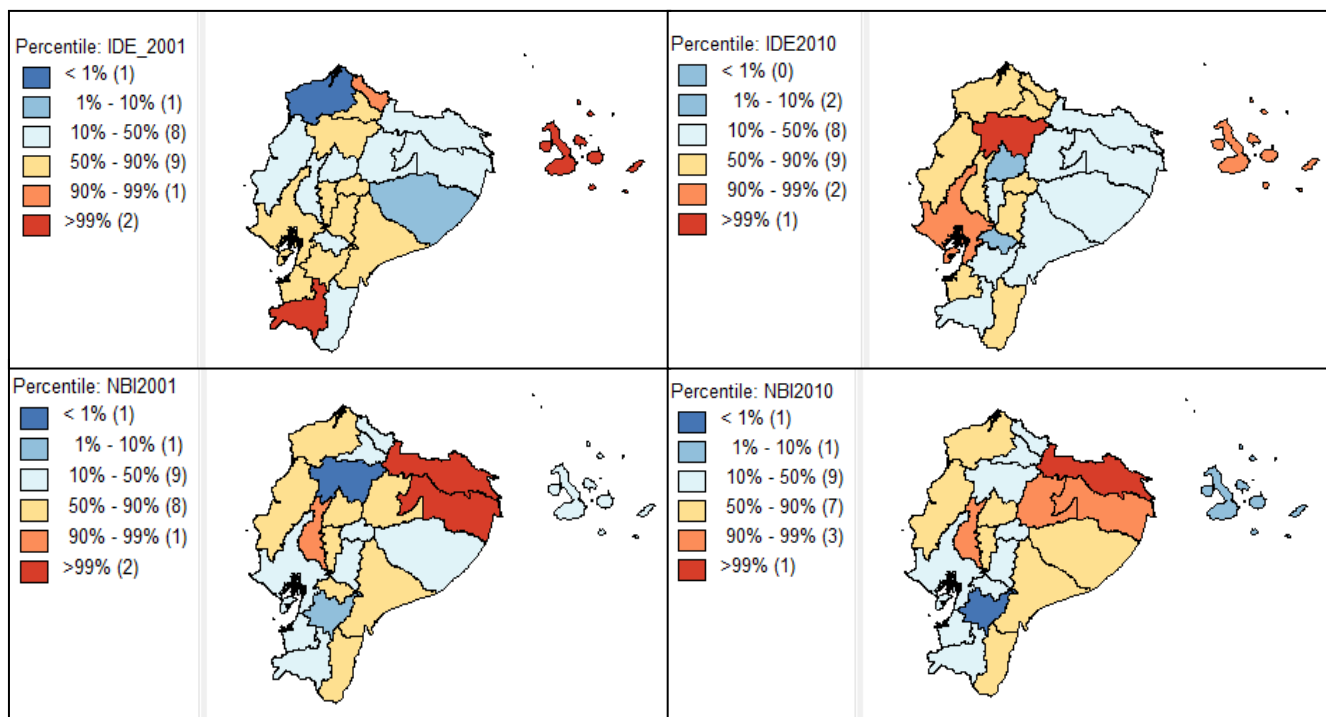 Percentile: IDE_2001
< 1% (1)
1% - 10% (1)
10% - 50% (8)
50% - 90% (9)
90% - 99% (1)
>99% (2)
Percentile: IDE2010
< 1% (0)
1% - 10% (2)
10% - 50% (8)
50% - 90% (9)
90% - 99% (2)
>99% (1)
Percentile: NBI2001
< 1% (1)
1% - 10% (1)
10% - 50% (9)
50% - 90% (8)
90% - 99% (1)
>99% (2)
Percentile: NBI2010
< 1% (1)
1% - 10% (1)
10% - 50% (9)
50% - 90% (7)
90% - 99% (3)
>99% (1)